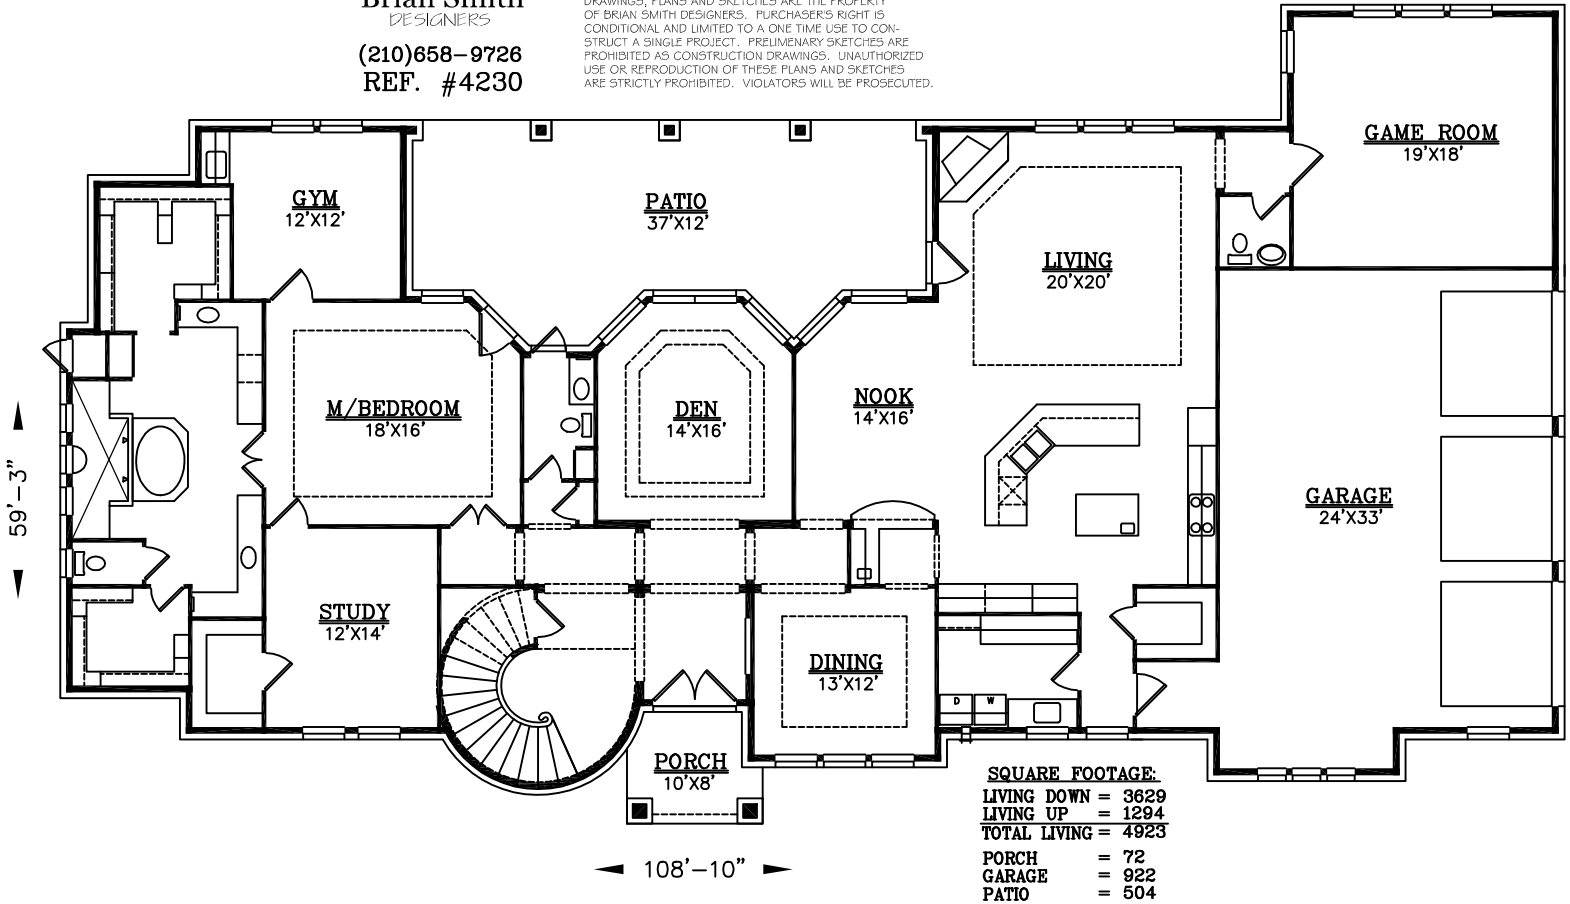 Brian Smith
DESIGNERS
(210)658-9726
REF. #4230
DRAWINGS, PLANS AND SKETCHES ARE THE PROPERTY
OF BRIAN SMITH DESIGNERS. PURCHASER'S RIGHT IS
CONDITIONAL AND LIMITED TO A ONE TIME USE TO CON-
STRUCT A SINGLE PROJECT. PRELIMENARY SKETCHES ARE
PROHIBITED AS CONSTRUCTION DRAWINGS. UNAUTHORIZED
USE OR REPRODUCTION OF THESE PLANS AND SKETCHES
ARE STRICTLY PROHIBITED. VIOLATORS WILL BE PROSECUTED.
GAME ROOM
19'X18'
GYM
12'X12'
PATIO
37'X12'
LIVING
20'X20'
M/BEDROOM
18'X16'
DEN
14'X16'
NOOK
14'X16'
GARAGE
24'X33'
59'-3"
STUDY
12'X14'
DINING
13'X12'
D
W
PORCH
10'X8'
108'-10"
SQUARE FOOTAGE:
LIVING DOWN = 3629
LIVING UP = 1294
TOTAL LIVING = 4923
PORCH = 72
GARAGE = 922
PATIO = 504